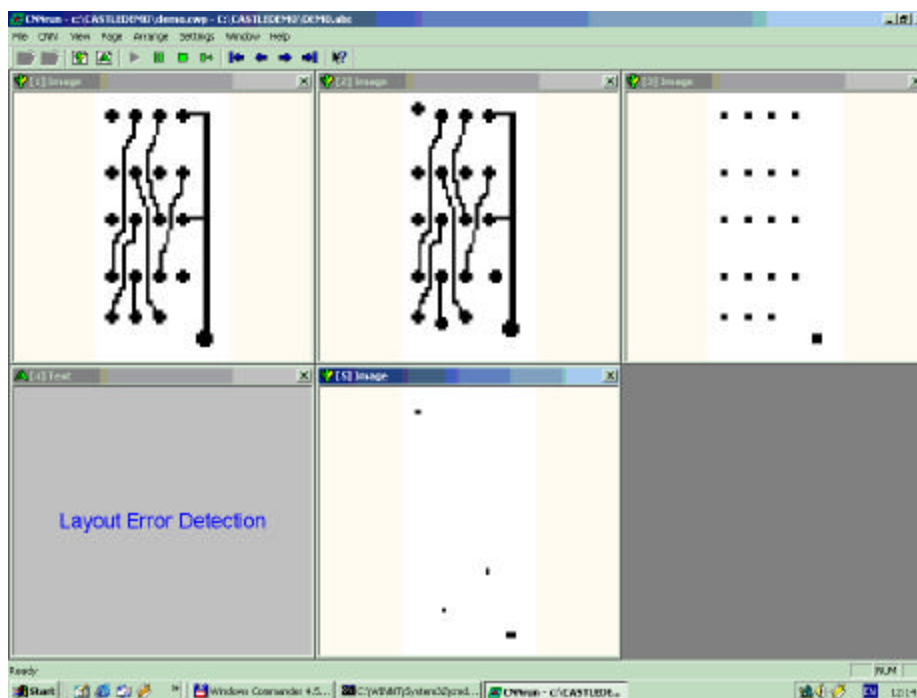 CNNrun - c:\CASTLEDEMO\demo.cwp - C:\CASTLEDEMO\DEMO.abc
File CNN View Page Arrange Settings Window Help
[1] Image
[2] Image
[3] Image
[4] Text
[5] Image
Layout Error Detection
Ready
NUM
Start
Windows Commander 4.5...
C:\WINNT\System32\cmd...
CNNrun - C:\CASTLEDE...
EN